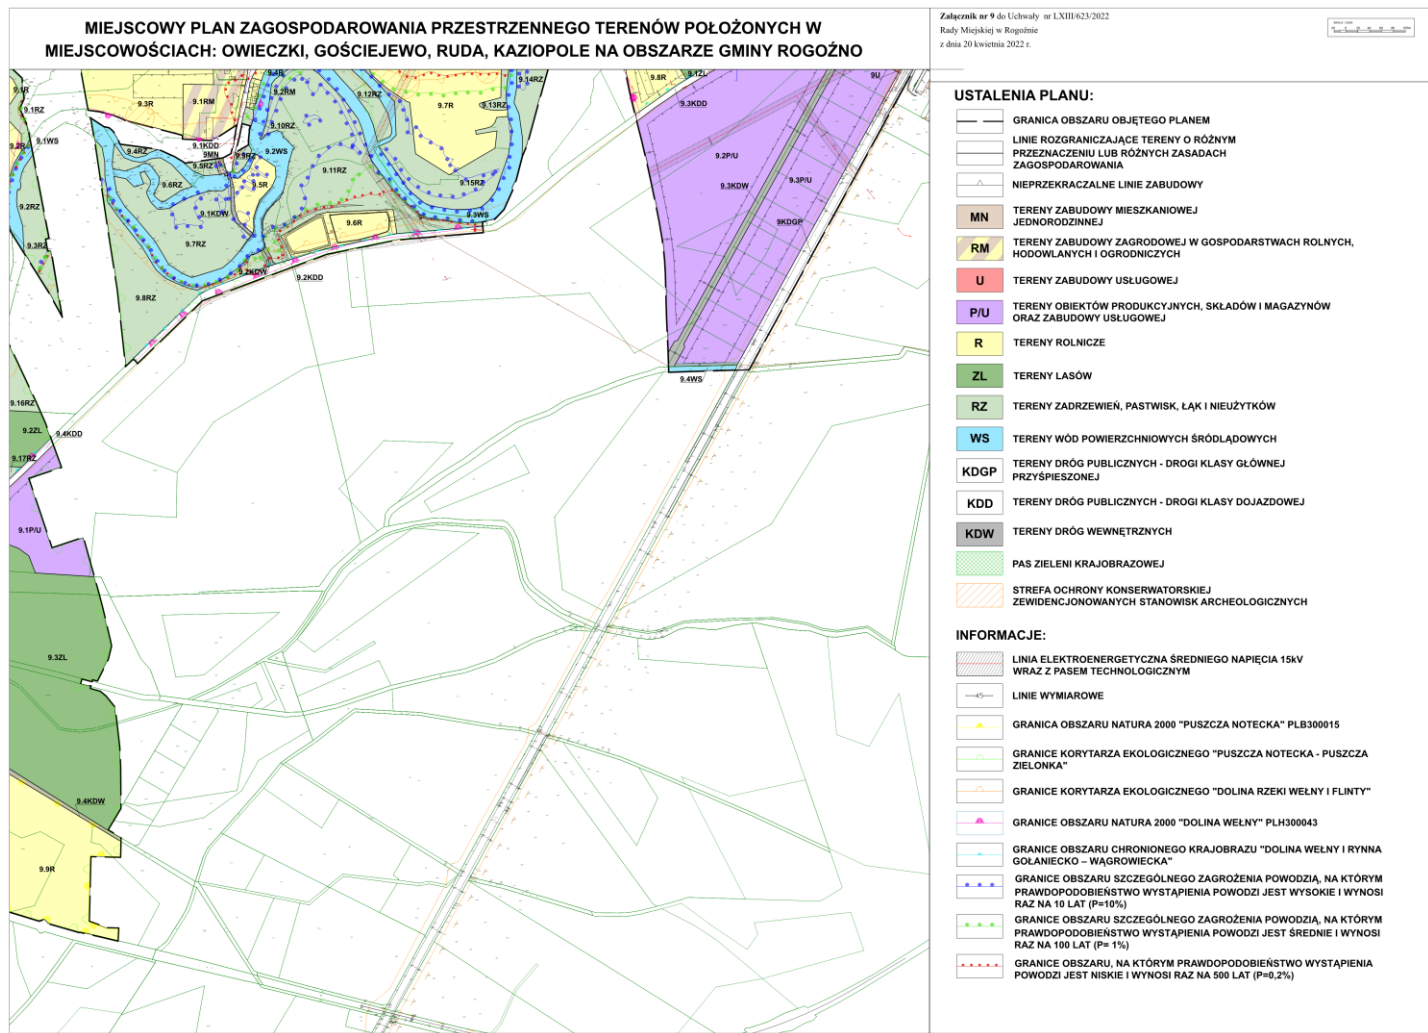 MIEJSCOWY PLAN ZAGOSPODAROWANIA PRZESTRZENNEGO TERENÓW POŁOŻONYCH W
MIEJSCOWOŚCIACH: OWIECZKI, GOŚCIEJEWO, RUDA, KAZIOPOLE NA OBSZARZE GMINY ROGOŹNO
Załącznik nr 9 do Uchwały nr LXIII/623/2022
Rady Miejskiej w Rogoźnie
z dnia 20 kwietnia 2022 r.
9.1R
9.1RZ
9.1WS
9.2R
9.2RZ
9.3RZ
9.3R
9.1RM
9.4R
9.2RM
9.10RZ
9.1KDD
9MN
9.5RZ
9.9RZ
9.2WS
9.4RZ
9.6RZ
9.5R
9.1KDW
9.7RZ
9.8RZ
9.2KDW
9.2KDD
9.11RZ
9.6R
9.12RZ
9.7R
9.13RZ
9.14RZ
9.15RZ
9.3WS
9.8R
9.1ZL
9.3KDD
9U
9.2P/U
9.3KDW
9.3P/U
9KDGP
9.4WS
9.16RZ
9.2ZL
9.4KDD
9.17RZ
9.1P/U
9.3ZL
9.4KDW
9.9R
USTALENIA PLANU:
GRANICA OBSZARU OBJĘTEGO PLANEM
LINIE ROZGRANICZAJĄCE TERENY O RÓŻNYM
PRZEZNACZENIU LUB RÓŻNYCH ZASADACH
ZAGOSPODAROWANIA
NIEPRZEKRACZALNE LINIE ZABUDOWY
MN TERENY ZABUDOWY MIESZKANIOWEJ
JEDNORODZINNEJ
RM TERENY ZABUDOWY ZAGRODOWEJ W GOSPODARSTWACH ROLNYCH,
HODOWLANYCH I OGRODNICZYCH
U TERENY ZABUDOWY USŁUGOWEJ
P/U TERENY OBIEKTÓW PRODUKCYJNYCH, SKŁADÓW I MAGAZYNÓW
ORAZ ZABUDOWY USŁUGOWEJ
R TERENY ROLNICZE
ZL TERENY LASÓW
RZ TERENY ZADRZEWIEŃ, PASTWISK, ŁĄK I NIEUŻYTKÓW
WS TERENY WÓD POWIERZCHNIOWYCH ŚRÓDLĄDOWYCH
KDGP TERENY DRÓG PUBLICZNYCH - DROGI KLASY GŁÓWNEJ
PRZYŚPIESZONEJ
KDD TERENY DRÓG PUBLICZNYCH - DROGI KLASY DOJAZDOWEJ
KDW TERENY DRÓG WEWNĘTRZNYCH
PAS ZIELENI KRAJOBRAZOWEJ
STREFA OCHRONY KONSERWATORSKIEJ
ZEWIDENCJONOWANYCH STANOWISK ARCHEOLOGICZNYCH
INFORMACJE:
LINIA ELEKTROENERGETYCZNA ŚREDNIEGO NAPIĘCIA 15kV
WRAZ Z PASEM TECHNOLOGICZNYM
LINIE WYMIAROWE
GRANICA OBSZARU NATURA 2000 "PUSZCZA NOTECKA" PLB300015
GRANICE KORYTARZA EKOLOGICZNEGO "PUSZCZA NOTECKA - PUSZCZA
ZIELONKA"
GRANICE KORYTARZA EKOLOGICZNEGO "DOLINA RZEKI WEŁNY I FLINTY"
GRANICE OBSZARU NATURA 2000 "DOLINA WEŁNY" PLH300043
GRANICE OBSZARU CHRONIONEGO KRAJOBRAZU "DOLINA WEŁNY I RYNNA
GOŁANIECKO – WĄGROWIECKA"
GRANICE OBSZARU SZCZEGÓLNEGO ZAGROŻENIA POWODZIĄ, NA KTÓRYM
PRAWDOPODOBIEŃSTWO WYSTĄPIENIA POWODZI JEST WYSOKIE I WYNOSI
RAZ NA 10 LAT (P=10%)
GRANICE OBSZARU SZCZEGÓLNEGO ZAGROŻENIA POWODZIĄ, NA KTÓRYM
PRAWDOPODOBIEŃSTWO WYSTĄPIENIA POWODZI JEST ŚREDNIE I WYNOSI
RAZ NA 100 LAT (P= 1%)
GRANICE OBSZARU, NA KTÓRYM PRAWDOPODOBIEŃSTWO WYSTĄPIENIA
POWODZI JEST NISKIE I WYNOSI RAZ NA 500 LAT (P=0,2%)